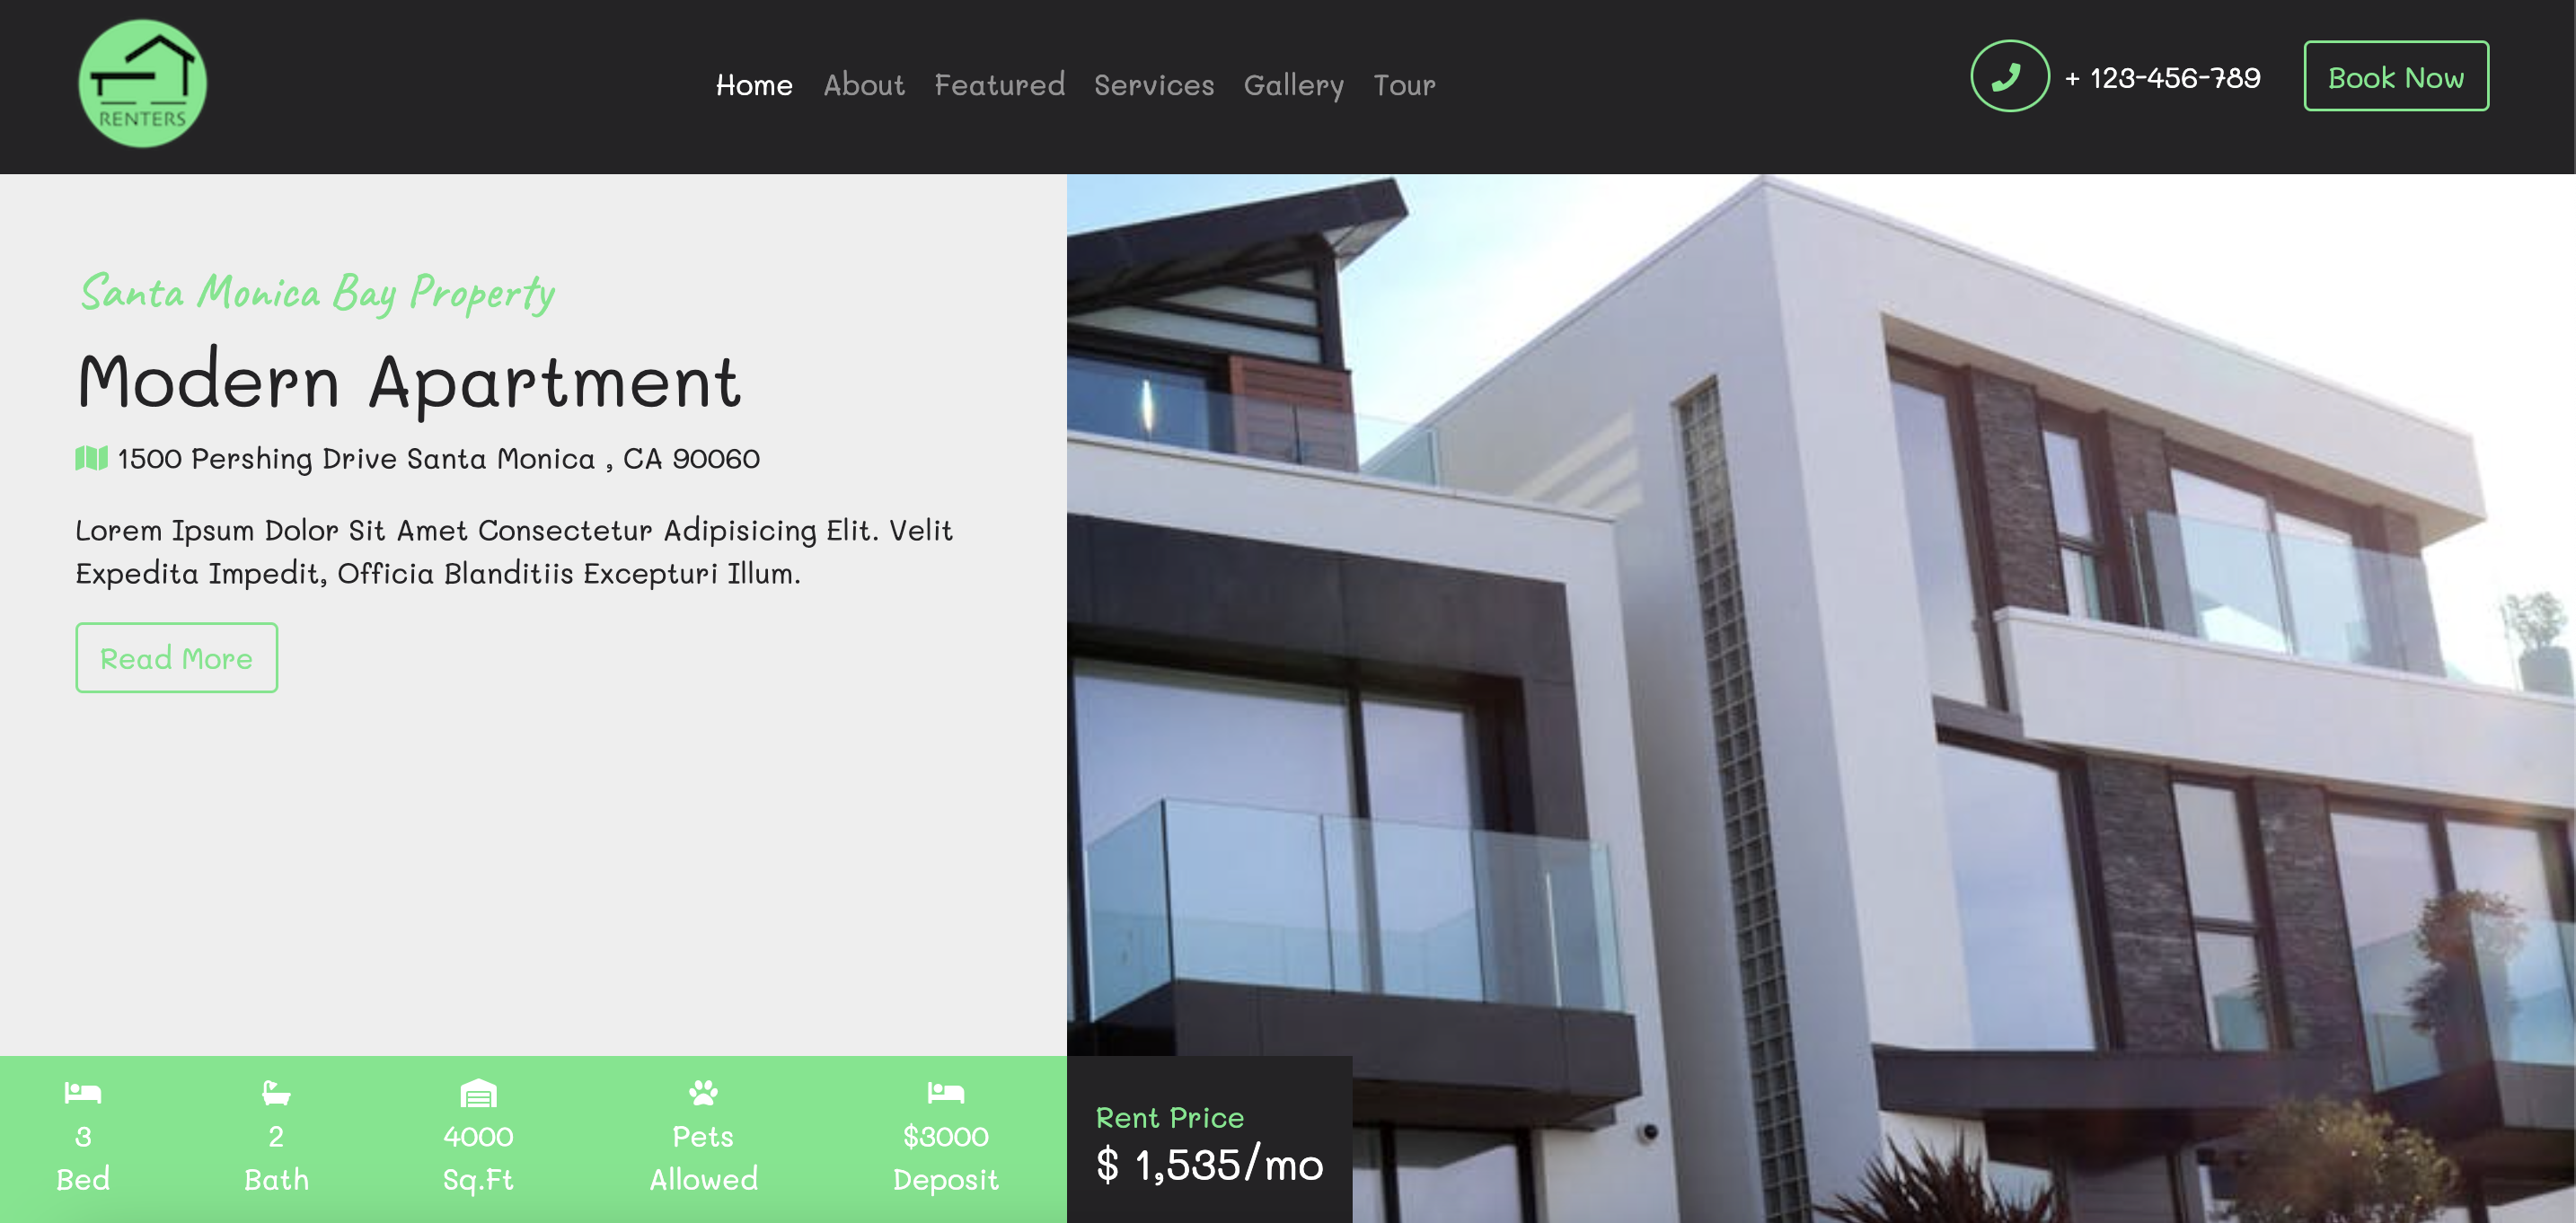 RENTERS
Home About Featured Services Gallery Tour
+ 123-456-789
Book Now
Santa Monica Bay Property
Modern Apartment
1500 Pershing Drive Santa Monica , CA 90060
Lorem Ipsum Dolor Sit Amet Consectetur Adipisicing Elit. Velit
Expedita Impedit, Officia Blanditiis Excepturi Illum.
Read More
3
Bed
2
Bath
4000
Sq.Ft
Pets
Allowed
$3000
Deposit
Rent Price
$ 1,535/mo